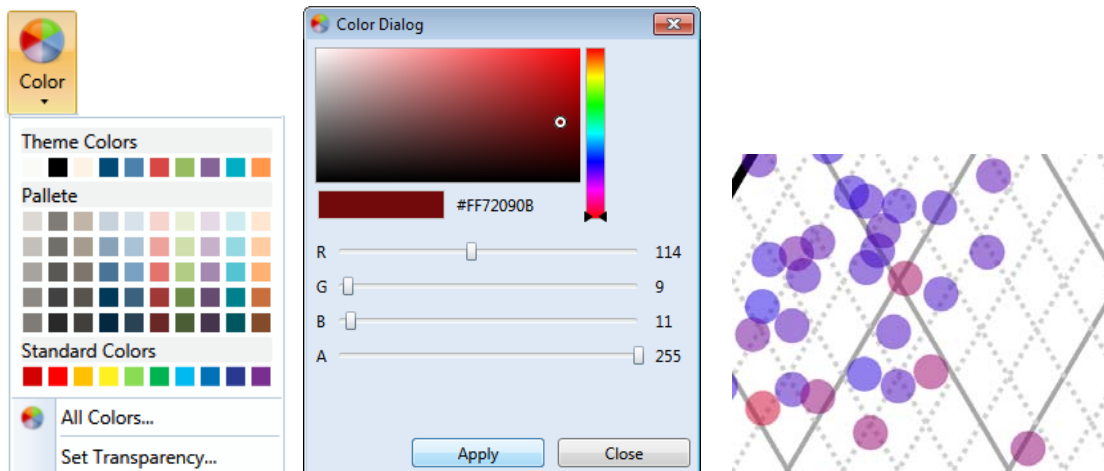 Color
Theme Colors
Pallete
Standard Colors
All Colors...
Set Transparency...
Color Dialog
#FF72090B
R 114
G 9
B 11
A 255
Apply Close